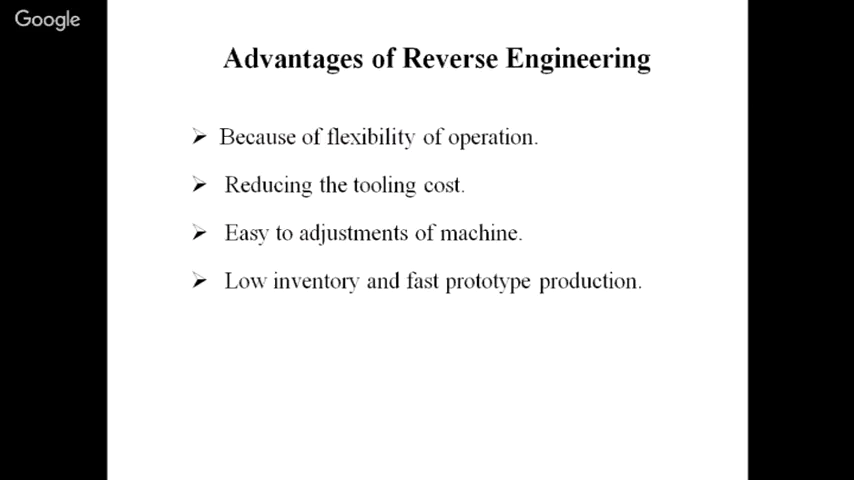 Google
Advantages of Reverse Engineering
Because of flexibility of operation.
Reducing the tooling cost.
Easy to adjustments of machine.
Low inventory and fast prototype production.